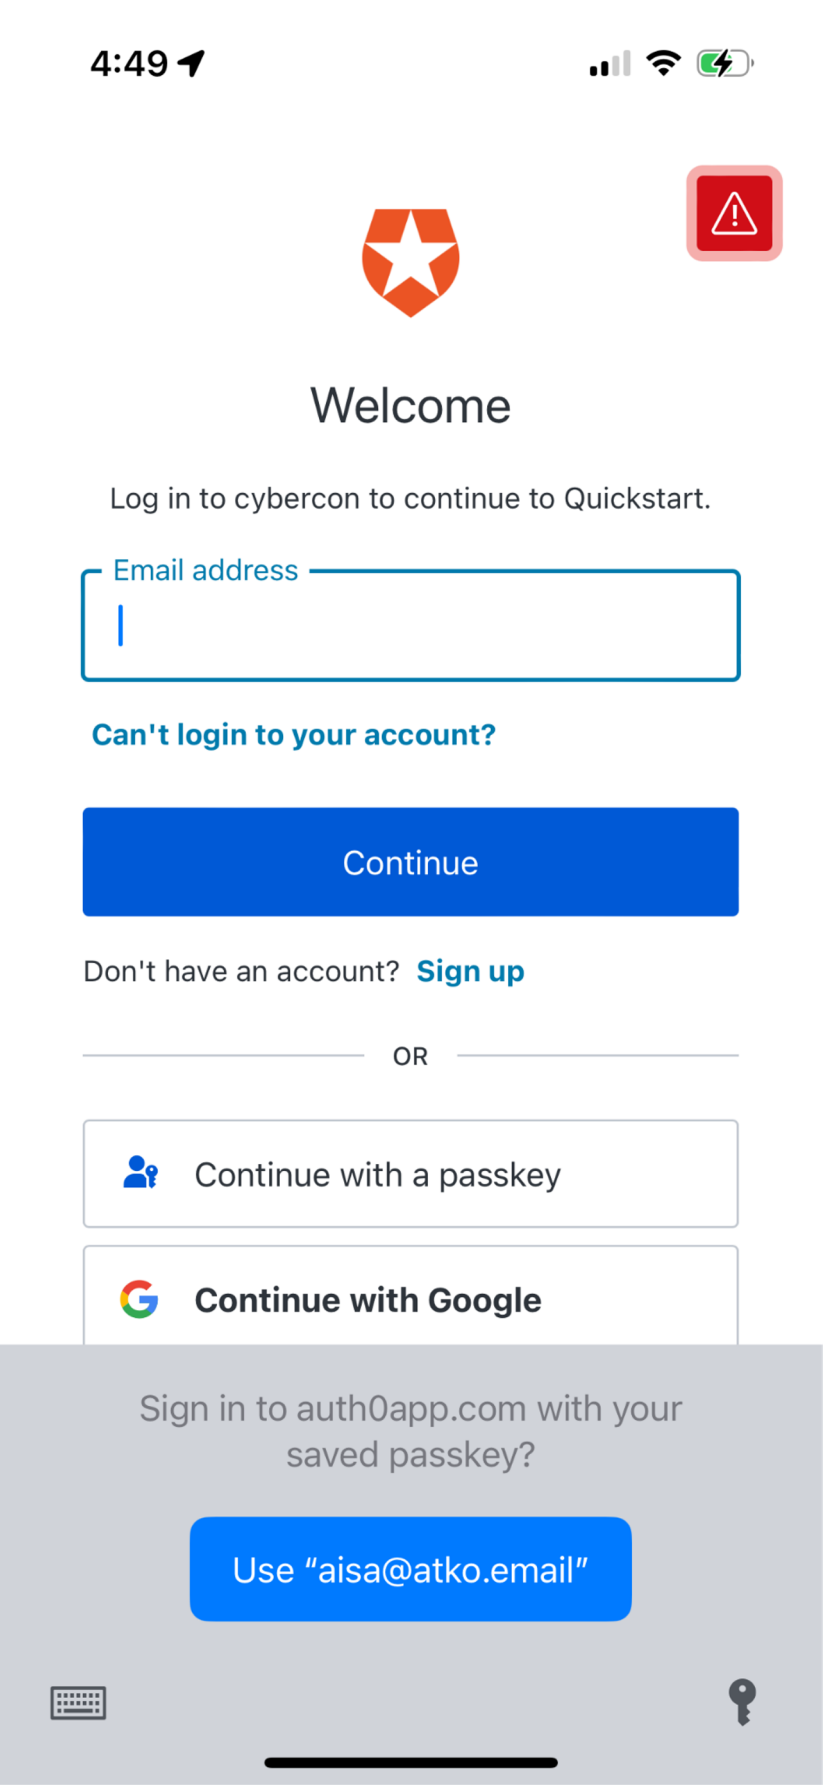 4:49
Welcome
Log in to cybercon to continue to Quickstart.
Email address
Can't login to your account?
Continue
Don't have an account? Sign up
OR
Continue with a passkey
Continue with Google
Sign in to auth0app.com with your
saved passkey?
Use “aisa@atko.email”